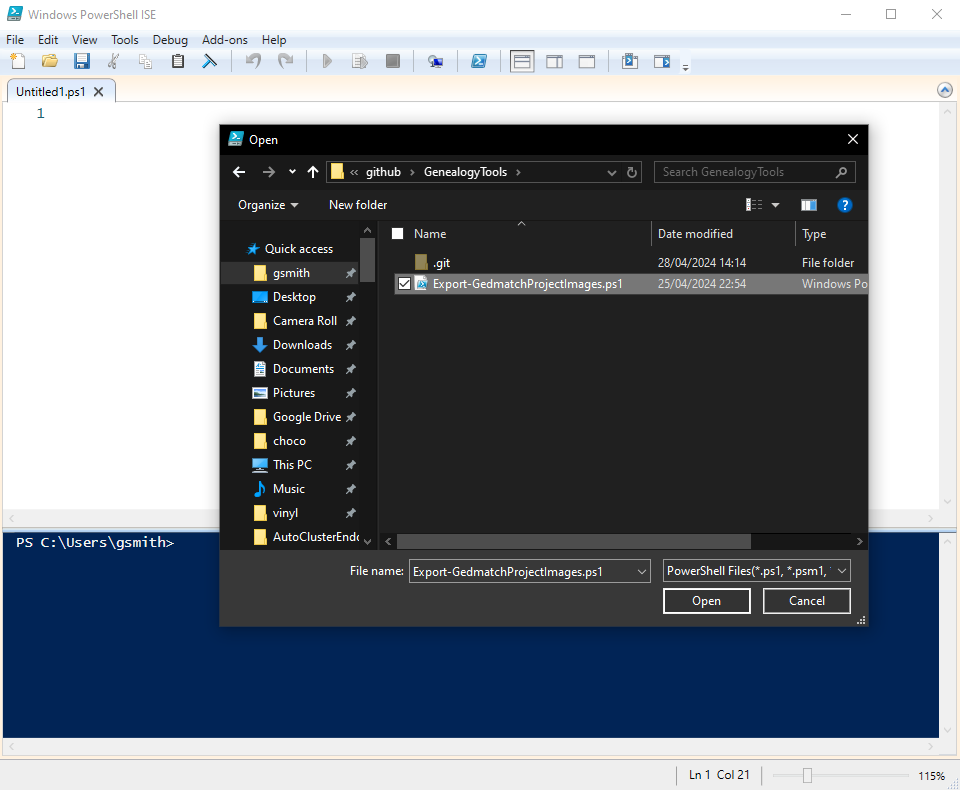 Windows PowerShell ISE
File Edit View Tools Debug Add-ons Help
Untitled1.ps1
1
Open
« github › GenealogyTools ›
Search GenealogyTools
Organize New folder
Name Date modified Type
Quick access
gsmith
Desktop
Camera Roll
Downloads
Documents
Pictures
Google Drive
choco
This PC
Music
vinyl
AutoClusterEndo
.git 28/04/2024 14:14 File folder
Export-GedmatchProjectImages.ps1 25/04/2024 22:54 Windows Po
File name: Export-GedmatchProjectImages.ps1 PowerShell Files(*.ps1, *.psm1,
Open Cancel
PS C:\Users\gsmith>
Ln 1 Col 21 115%